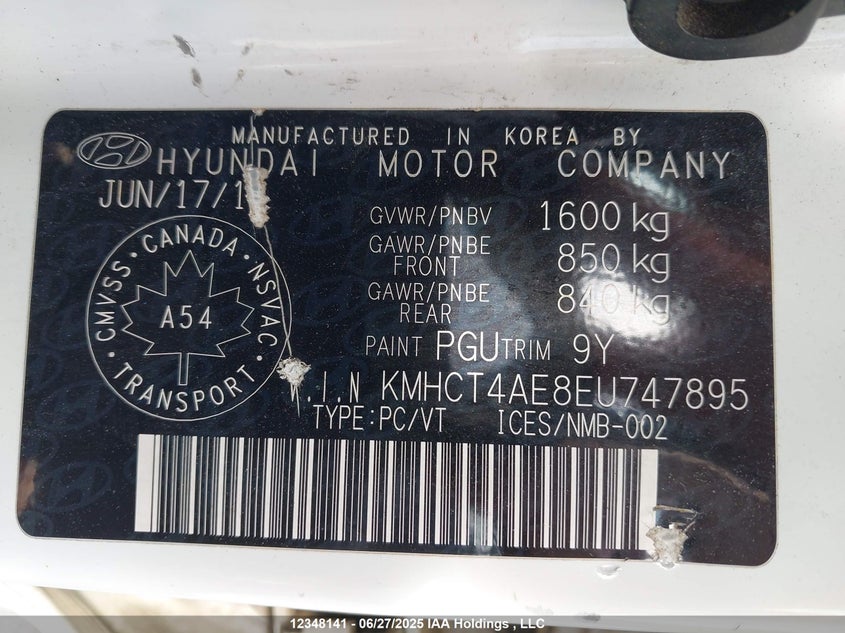 MANUFACTURED IN KOREA BY
HYUNDAI MOTOR COMPANY
JUN/17/1
GVWR/PNBV 1600 kg
GAWR/PNBE FRONT 850 kg
GAWR/PNBE REAR 840 kg
CANADA
CMVSS · NSVAC
A54
TRANSPORT
PAINT PGU TRIM 9Y
V.I.N KMHCT4AE8EU747895
TYPE:PC/VT ICES/NMB-002
12348141 - 06/27/2025 IAA Holdings , LLC